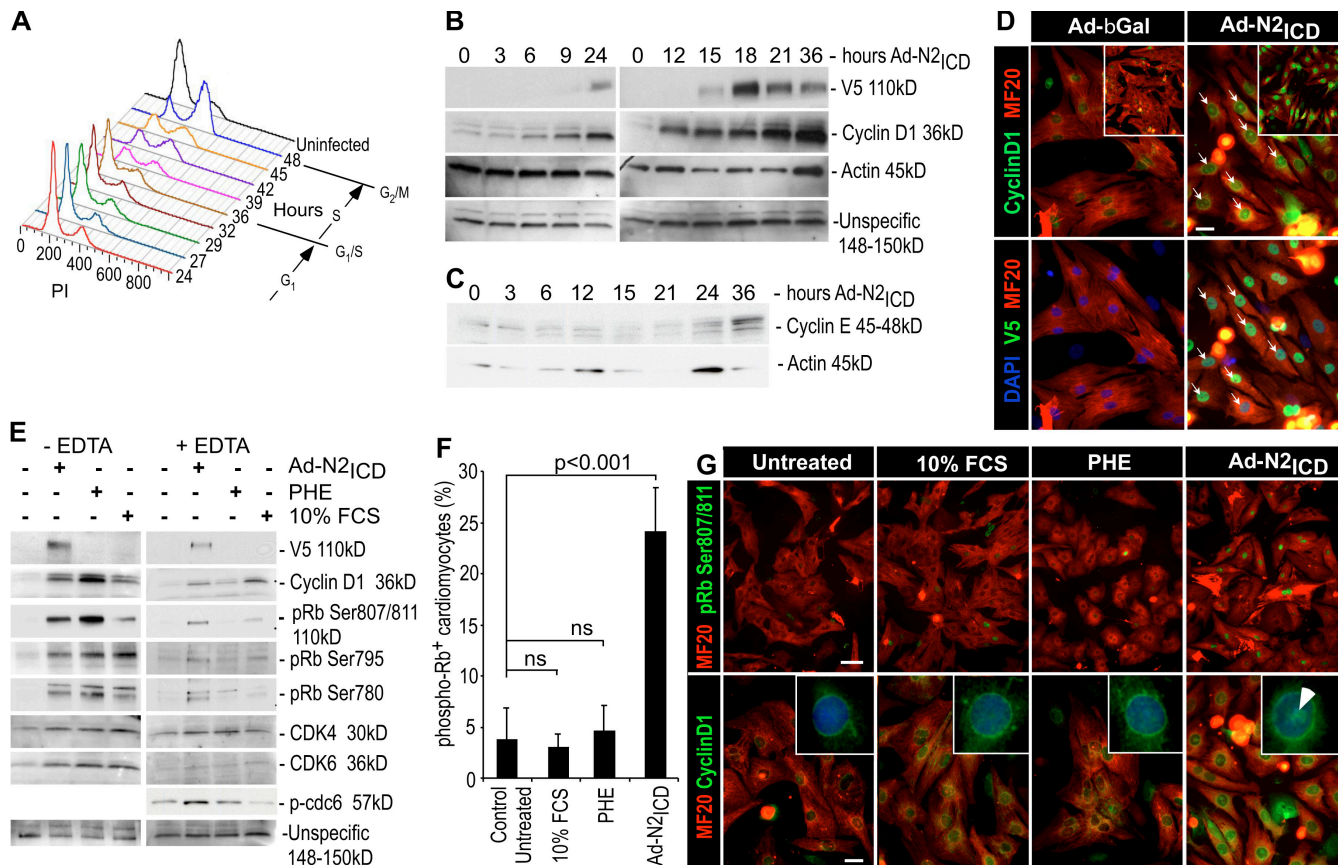 A
Uninfected
48
45
42
39
36
32
29
27
24
Hours
G2/M
S
G1/S
G1
0 200 400 600 800
PI
B
0 3 6 9 24 0 12 15 18 21 36 - hours Ad-N2ICD
- V5 110kD
- Cyclin D1 36kD
- Actin 45kD
-Unspecific
148-150kD
C
0 3 6 12 15 21 24 36 - hours Ad-N2ICD
- Cyclin E 45-48kD
- Actin 45kD
D
Ad-bGal Ad-N2ICD
CyclinD1 MF20
DAPI V5 MF20
E
- EDTA + EDTA
- + - - - + - - Ad-N2ICD
- - + - - - + - PHE
- - - + - - - + 10% FCS
- V5 110kD
- Cyclin D1 36kD
- pRb Ser807/811
110kD
- pRb Ser795
- pRb Ser780
- CDK4 30kD
- CDK6 36kD
- p-cdc6 57kD
-Unspecific
148-150kD
F
phospho-Rb+ cardiomyocytes (%)
35
30
25
20
15
10
5
0
p<0.001
ns
ns
Control
Untreated
10% FCS
PHE
Ad-N2ICD
G
Untreated 10% FCS PHE Ad-N2ICD
MF20 pRb Ser807/811
MF20 CyclinD1